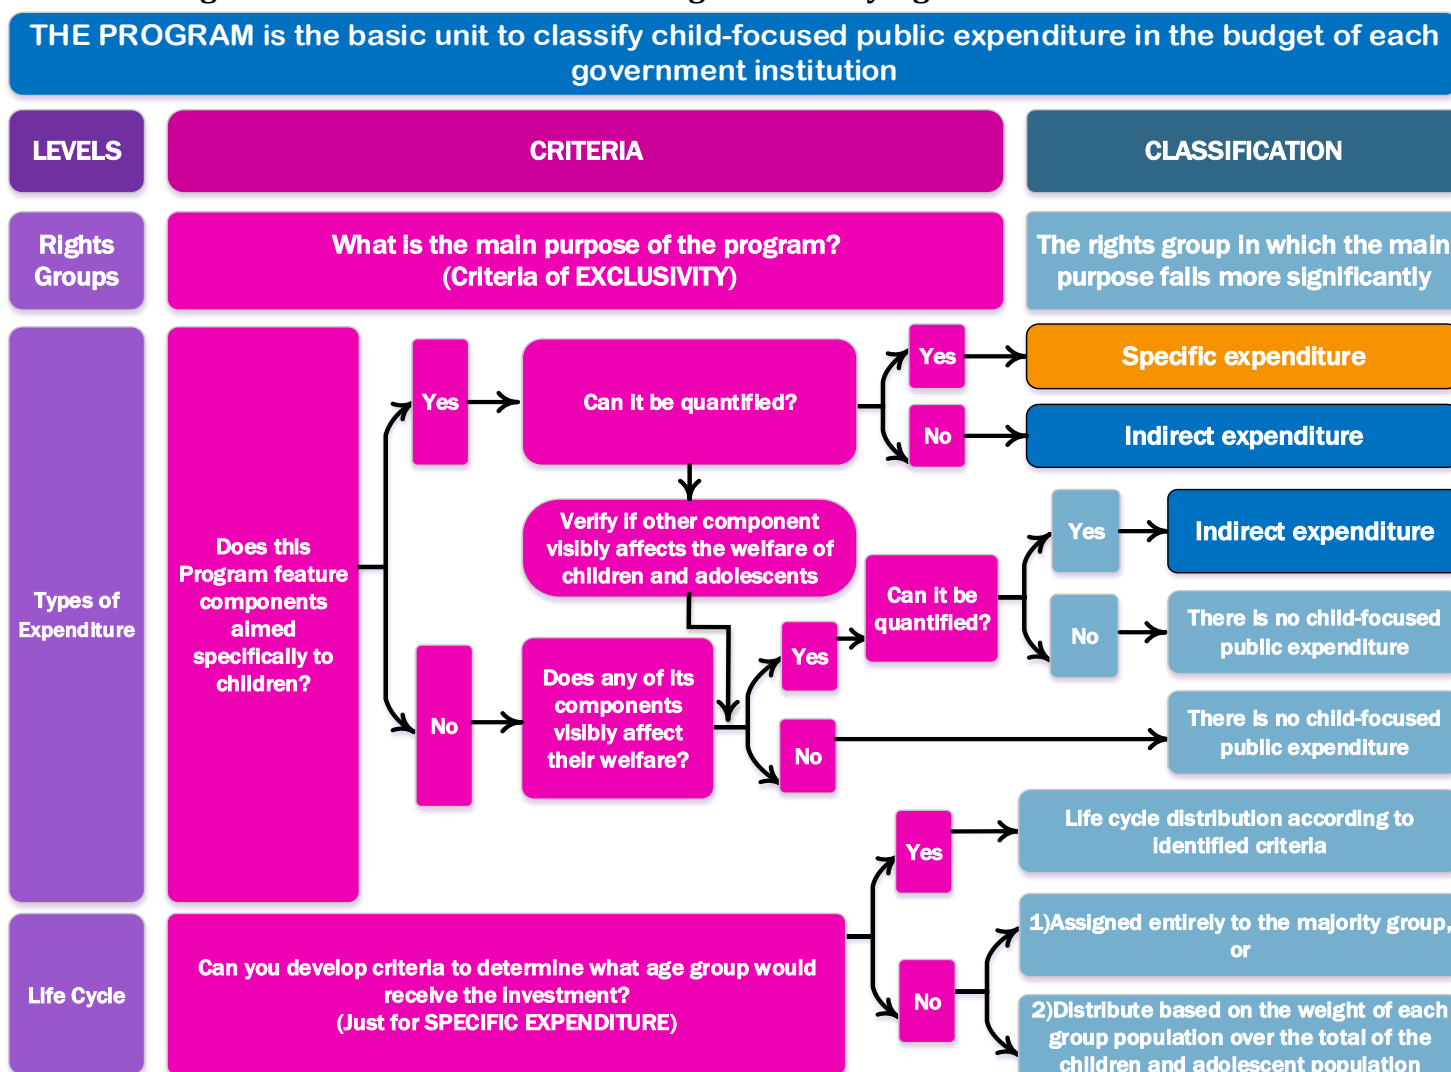 THE PROGRAM is the basic unit to classify child-focused public expenditure in the budget of each
government institution
LEVELS
CRITERIA
CLASSIFICATION
Rights
Groups
What is the main purpose of the program?
(Criteria of EXCLUSIVITY)
The rights group in which the main
purpose falls more significantly
Types of
Expenditure
Does this
Program feature
components
aimed
specifically to
children?
Yes
Can it be quantified?
Yes
Specific expenditure
No
Indirect expenditure
Verify if other component
visibly affects the welfare of
children and adolescents
No
Does any of its
components
visibly affect
their welfare?
Yes
Can it be
quantified?
Yes
Indirect expenditure
No
There is no child-focused
public expenditure
No
There is no child-focused
public expenditure
Life Cycle
Can you develop criteria to determine what age group would
receive the investment?
(Just for SPECIFIC EXPENDITURE)
Yes
Life cycle distribution according to
identified criteria
No
1)Assigned entirely to the majority group,
or
2)Distribute based on the weight of each
group population over the total of the
children and adolescent population